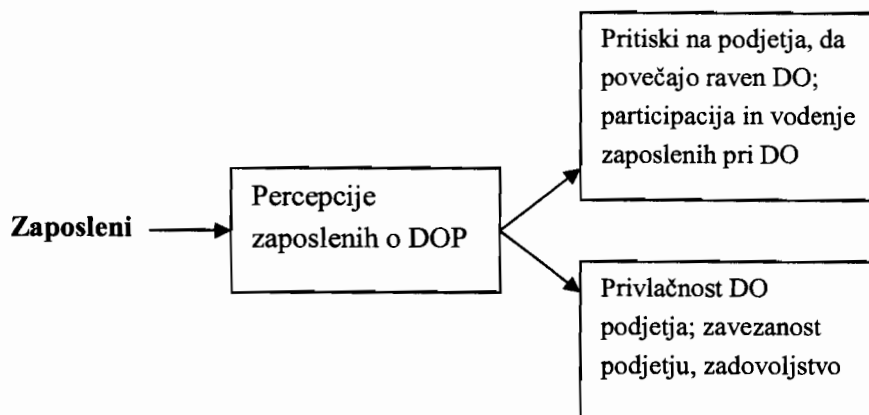 Zaposleni
Percepcije
zaposlenih o DOP
Pritiski na podjetja, da
povečajo raven DO;
participacija in vodenje
zaposlenih pri DO
Privlačnost DO
podjetja; zavezanost
podjetju, zadovoljstvo